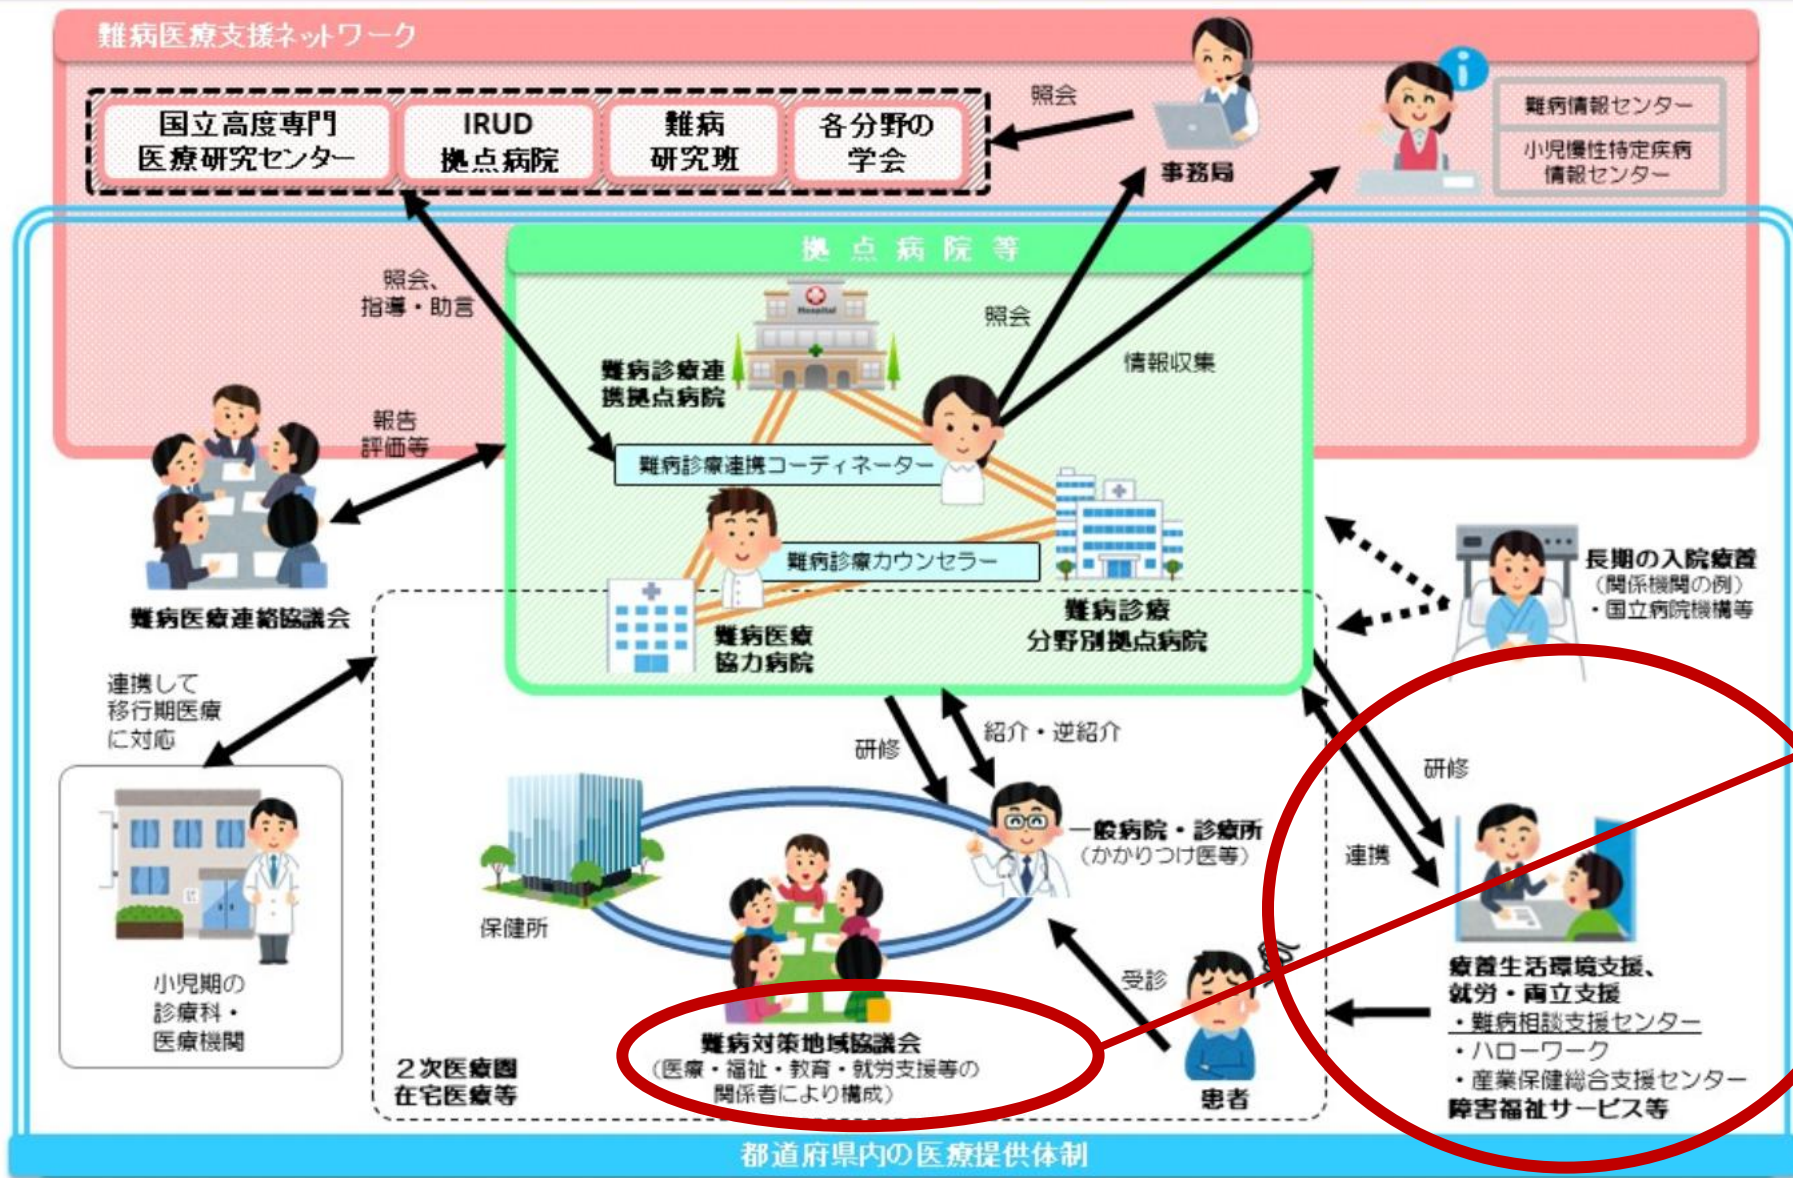 難病医療支援ネットワーク
国立高度専門
医療研究センター
IRUD
拠点病院
難病
研究班
各分野の
学会
照会
事務局
難病情報センター
小児慢性特定疾病
情報センター
拠点病院等
照会、
指導・助言
Hospital
難病診療連
携拠点病院
照会
情報収集
報告
評価等
難病診療連携コーディネーター
難病診療カウンセラー
難病医療連絡協議会
難病医療
協力病院
難病診療
分野別拠点病院
長期の入院療養
(関係機関の例)
・国立病院機構等
連携して
移行期医療
に対応
研修
紹介・逆紹介
研修
連携
一般病院・診療所
(かかりつけ医等)
保健所
受診
小児期の
診療科・
医療機関
難病対策地域協議会
(医療・福祉・教育・就労支援等の
関係者により構成)
2次医療圏
在宅医療等
患者
療養生活環境支援、
就労・両立支援
・難病相談支援センター
・ハローワーク
・産業保健総合支援センター
障害福祉サービス等
都道府県内の医療提供体制